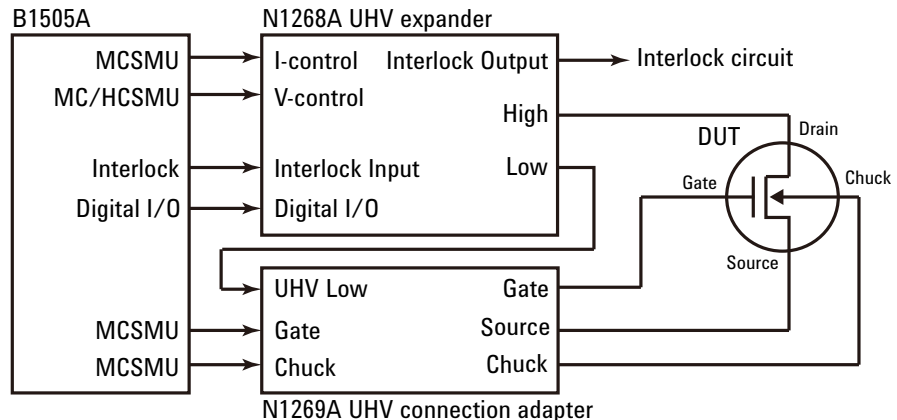 B1505A
N1268A UHV expander
MCSMU
I-control
Interlock Output
Interlock circuit
MC/HCSMU
V-control
High
Drain
DUT
Interlock
Interlock Input
Low
Gate
Chuck
Digital I/O
Digital I/O
Source
UHV Low
Gate
MCSMU
Gate
Source
MCSMU
Chuck
Chuck
N1269A UHV connection adapter